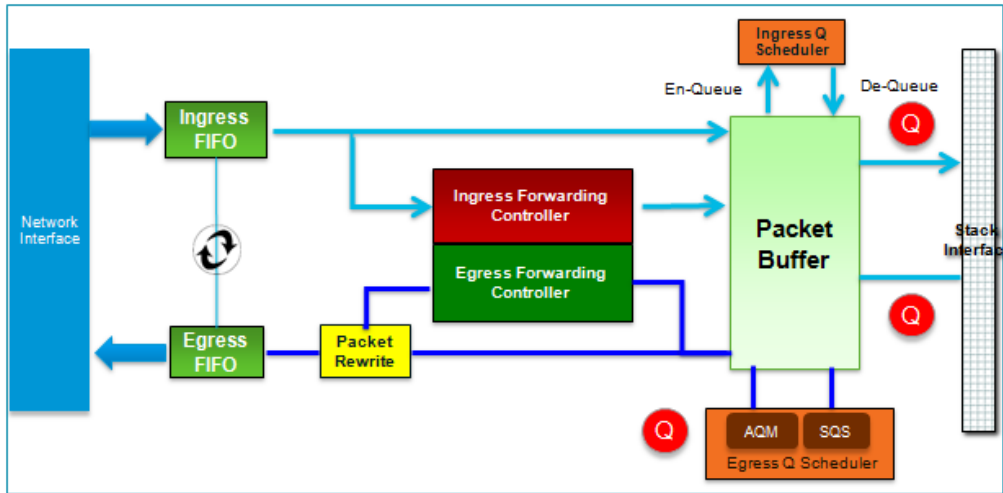 Ingress Q
Scheduler
En-Queue
De-Queue
Q
Ingress
FIFO
Ingress Forwarding
Controller
Network
Interface
Packet
Buffer
Stack
Interfac
Egress Forwarding
Controller
Q
Egress
FIFO
Packet
Rewrite
Q
AQM
SQS
Egress Q Scheduler